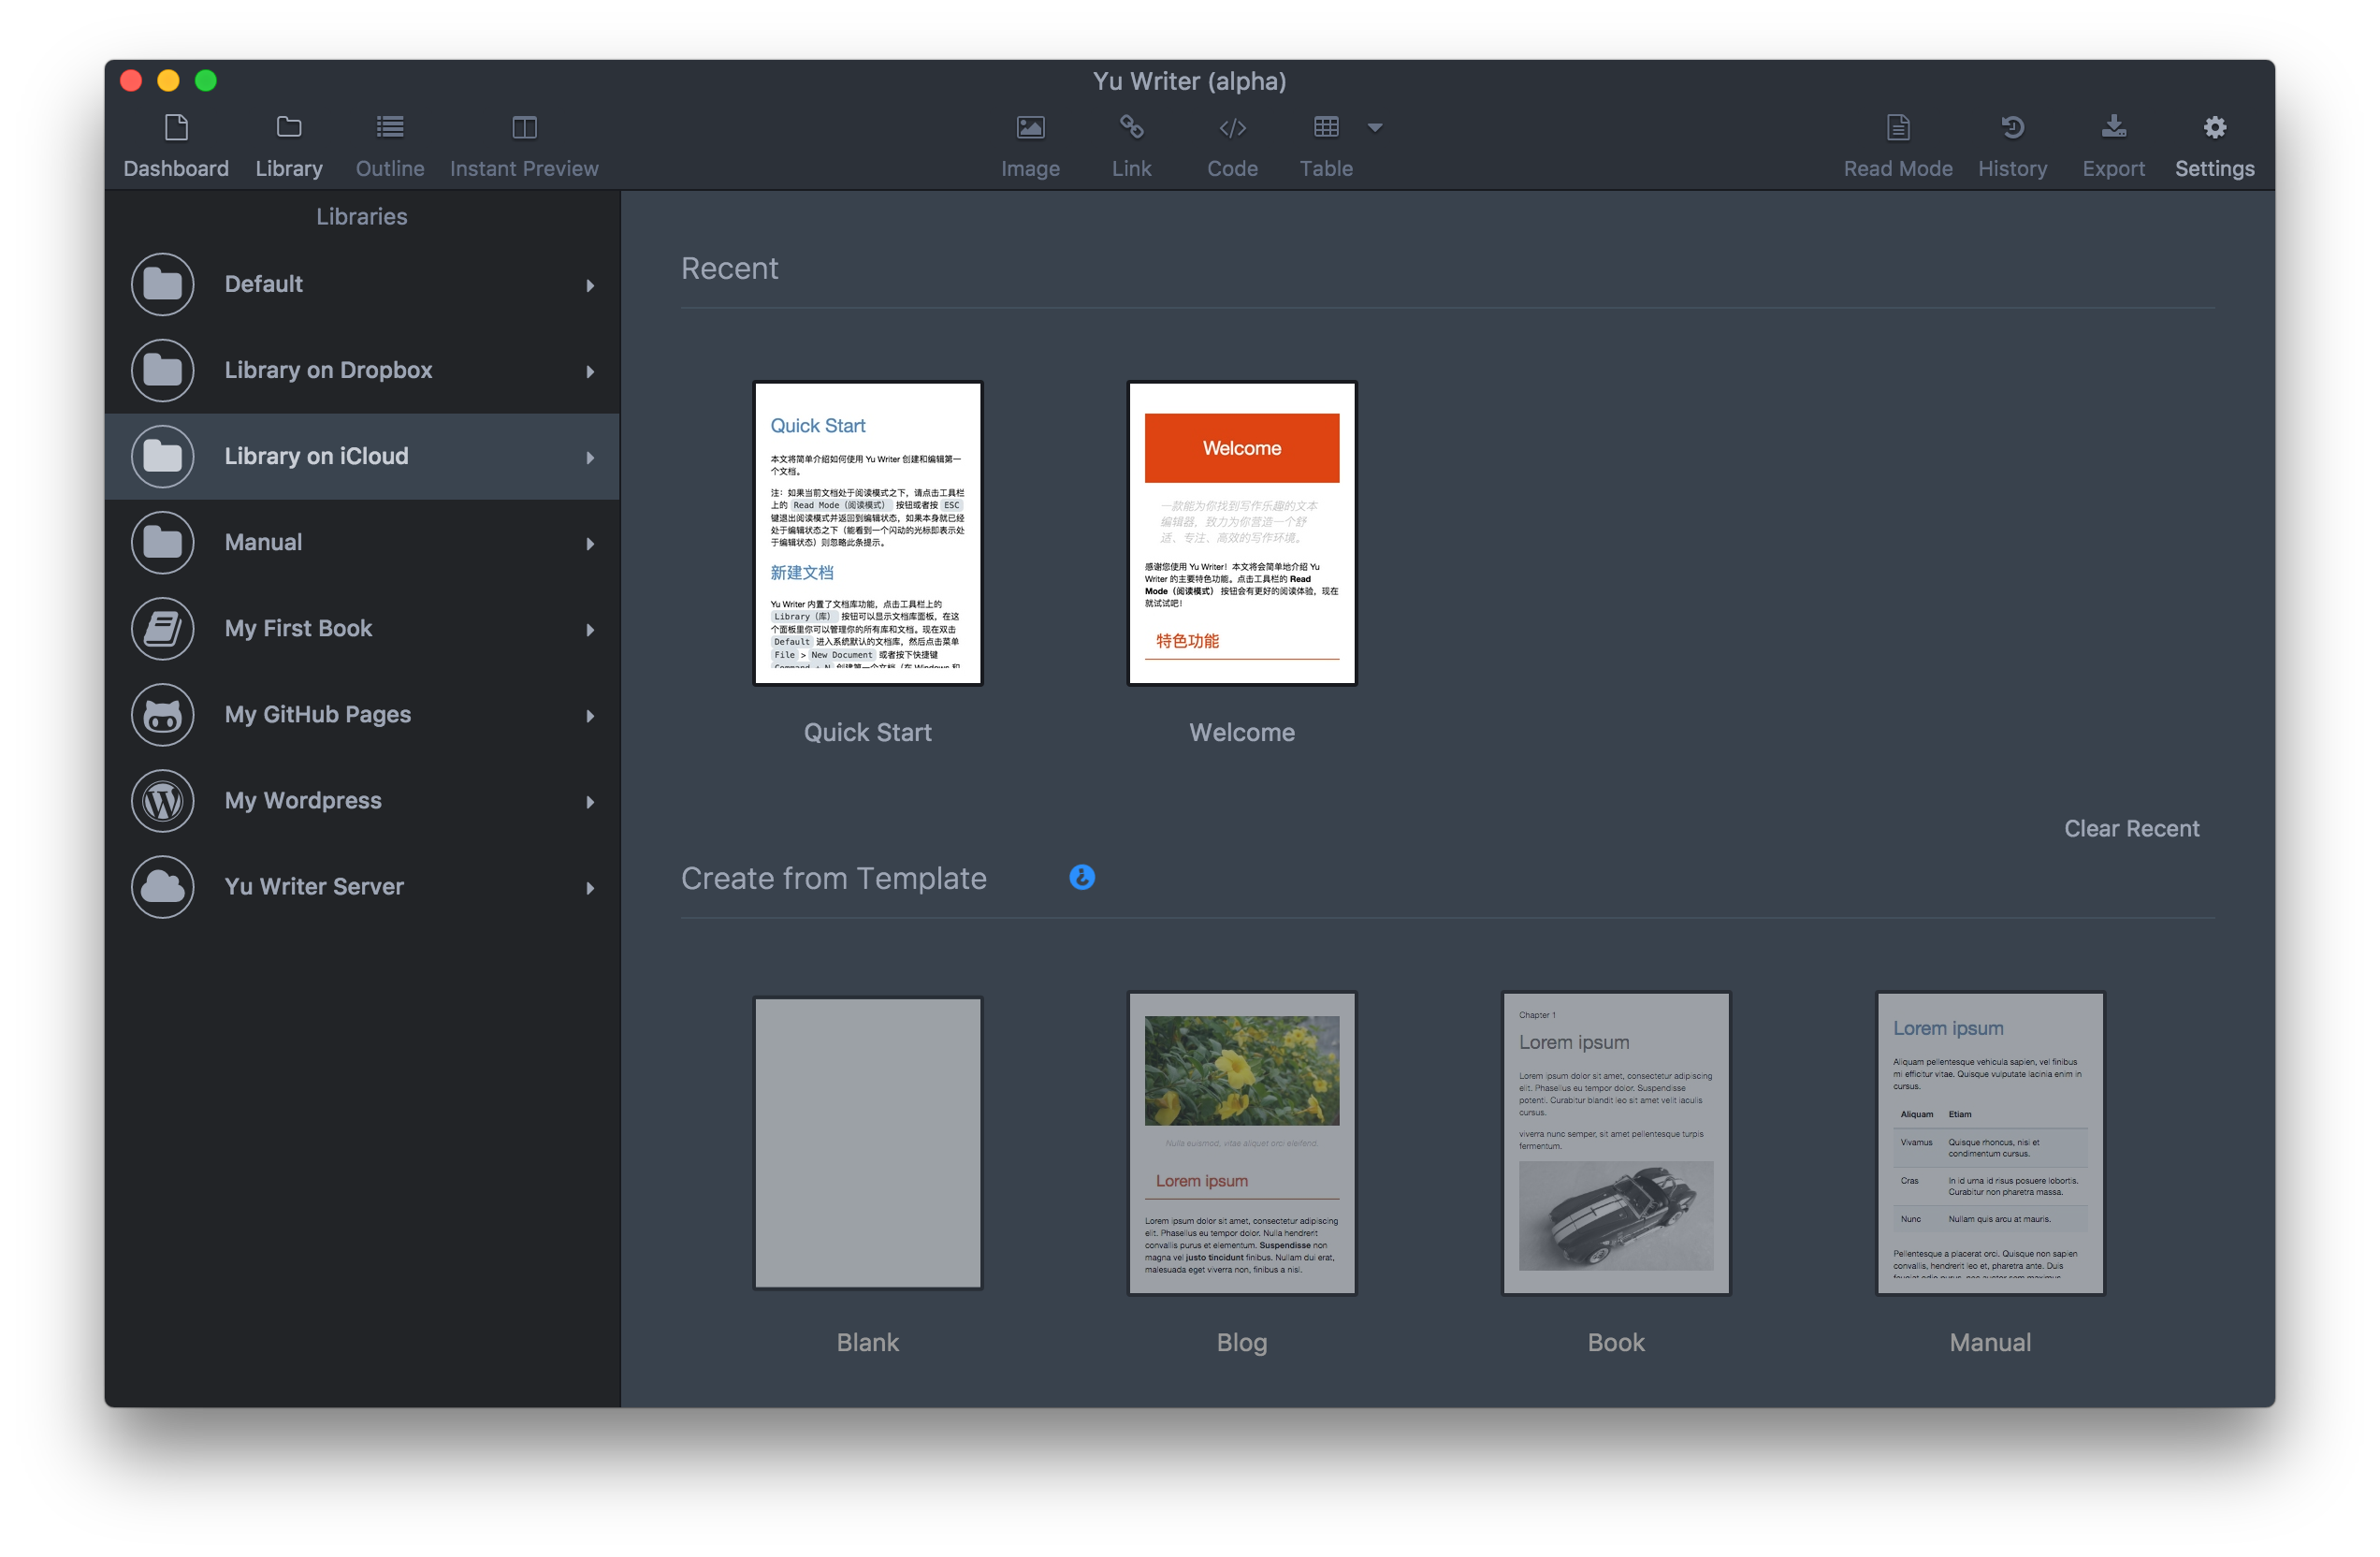 Yu Writer (alpha)
Dashboard
Library
Outline
Instant Preview
Image
Link
Code
Table
Read Mode
History
Export
Settings
Libraries
Default
Library on Dropbox
Library on iCloud
Manual
My First Book
My GitHub Pages
My Wordpress
Yu Writer Server
Recent
Quick Start
本文将简单介绍如何使用 Yu Writer 创建和编辑第一
个文档。
注：如果当前文档处于阅读模式之下，请点击工具栏
上的 Read Mode（阅读模式） 按钮或者按 ESC
键退出阅读模式并返回到编辑状态，如果本身就已经
处于编辑状态之下（能看到一个闪动的光标即表示处
于编辑状态）则忽略此条提示。
新建文档
Yu Writer 内置了文档库功能，点击工具栏上的
Library（库） 按钮可以显示文档库面板，在这
个面板里你可以管理你的所有库和文档。现在双击
Default 进入系统默认的文档库，然后点击菜单
File > New Document 或者按下快捷键
Command + N 创建第一个文档（在 Windows 和
Quick Start
Welcome
一款能为你找到写作乐趣的文本
编辑器，致力为你营造一个舒
适、专注、高效的写作环境。
感谢您使用 Yu Writer！本文将会简单地介绍 Yu
Writer 的主要特色功能。点击工具栏的 Read
Mode（阅读模式） 按钮会有更好的阅读体验，现在
就试试吧！
特色功能
Welcome
Clear Recent
Create from Template
Blank
Nulla euismod, vitae aliquet orci eleifend.
Lorem ipsum
Lorem ipsum dolor sit amet, consectetur adipiscing
elit. Phasellus eu tempor dolor. Nulla hendrerit
convallis purus et elementum. Suspendisse non
magna vel justo tincidunt finibus. Nullam dui erat,
malesuada eget viverra non, finibus a nisl.
Blog
Chapter 1
Lorem ipsum
Lorem ipsum dolor sit amet, consectetur adipiscing
elit. Phasellus eu tempor dolor. Suspendisse
potenti. Curabitur blandit leo sit amet velit iaculis
cursus.
viverra nunc semper, sit amet pellentesque turpis
fermentum.
Book
Lorem ipsum
Aliquam pellentesque vehicula sapien, vel finibus
mi efficitur vitae. Quisque vulputate lacinia enim in
cursus.
Aliquam Etiam
Vivamus Quisque rhoncus, nisi et
condimentum cursus.
Cras In id urna id risus posuere lobortis.
Curabitur non pharetra massa.
Nunc Nullam quis arcu at mauris.
Pellentesque a placerat orci. Quisque non sapien
convallis, hendrerit leo et, pharetra ante. Duis
Manual